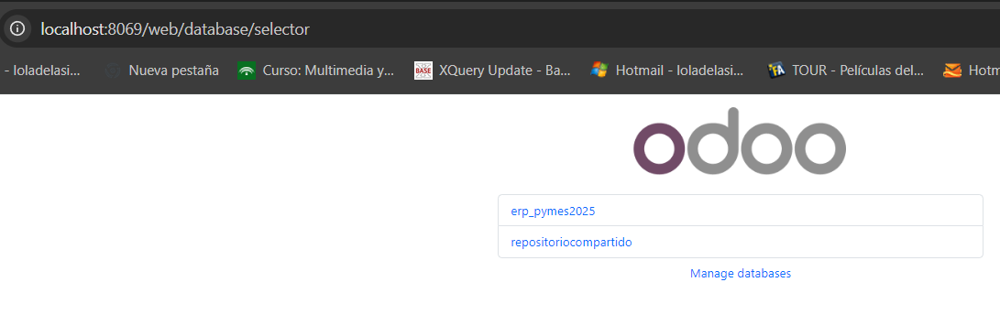 localhost:8069/web/database/selector
- loladelasi... Nueva pestaña Curso: Multimedia y... BASE XQuery Update - Ba... Hotmail - loladelasi... TOUR - Películas del... Hotm
odoo
erp_pymes2025
repositoriocompartido
Manage databases